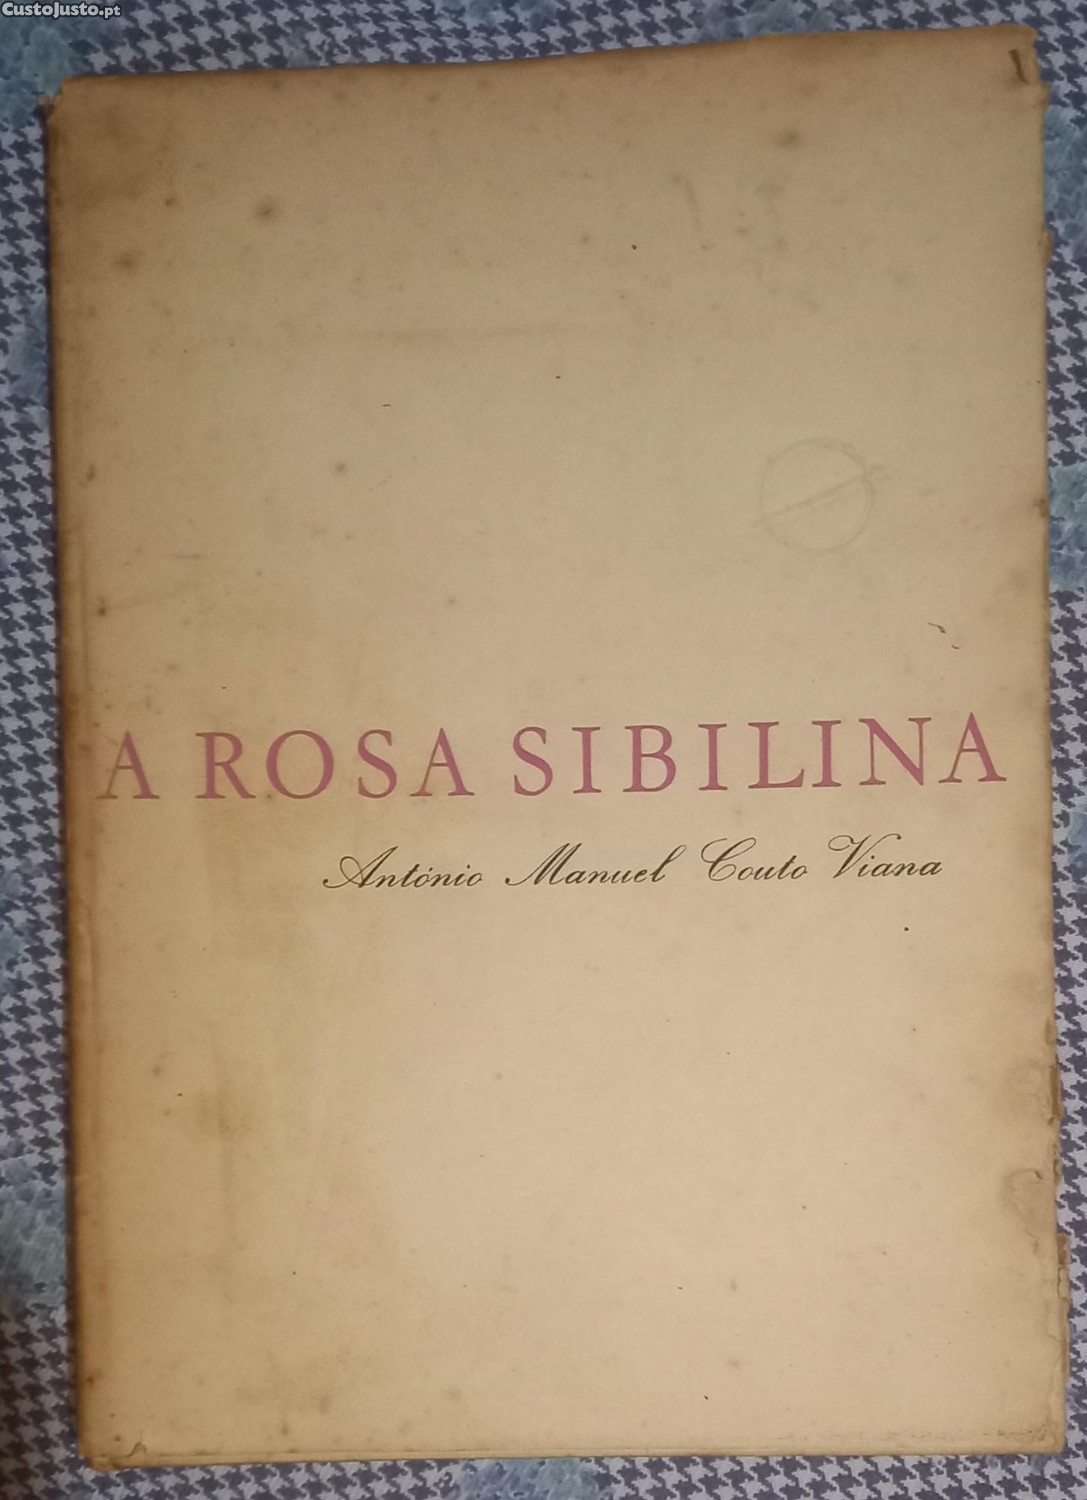 CustoJusto.pt
A ROSA SIBILINA
António Manuel Couto Viana